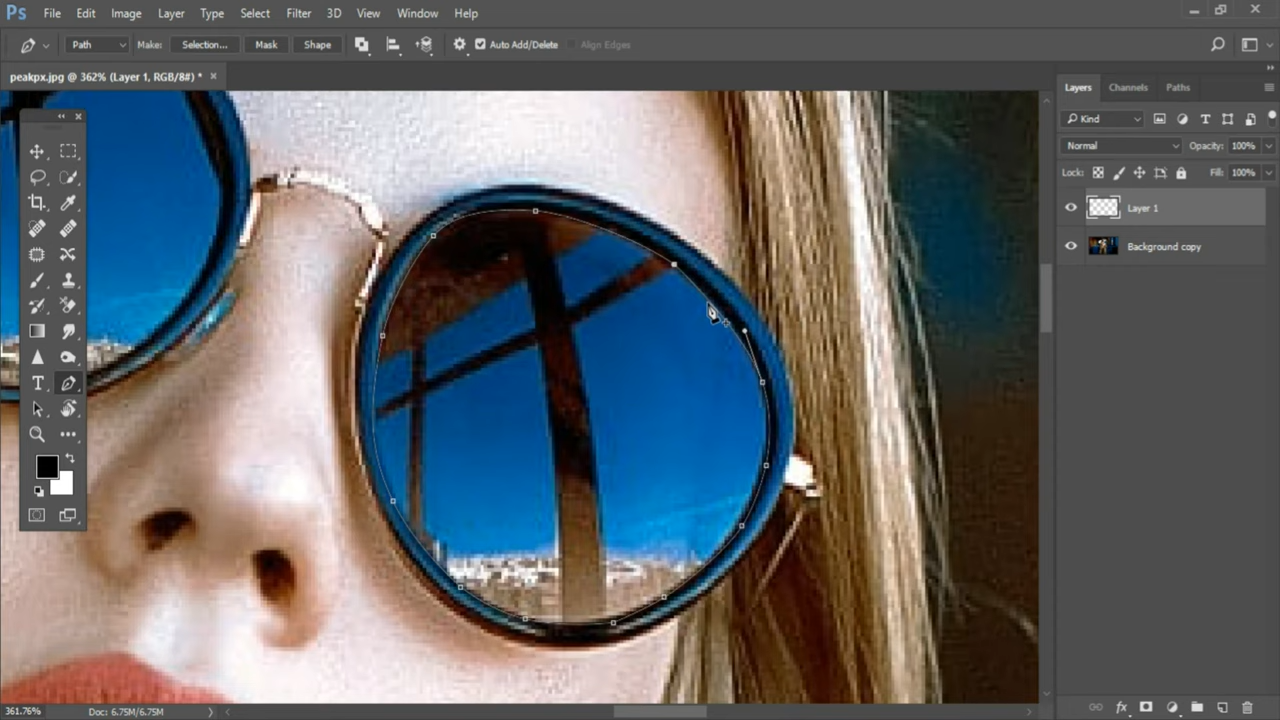 Ps File Edit Image Layer Type Select Filter 3D View Window Help
Path Make: Selection... Mask Shape Auto Add/Delete Align Edges
peakpx.jpg @ 362% (Layer 1, RGB/8#) *
Layers Channels Paths
Kind
Normal Opacity: 100%
Lock: Fill: 100%
Layer 1
Background copy
361.76% Doc: 6.75M/6.75M